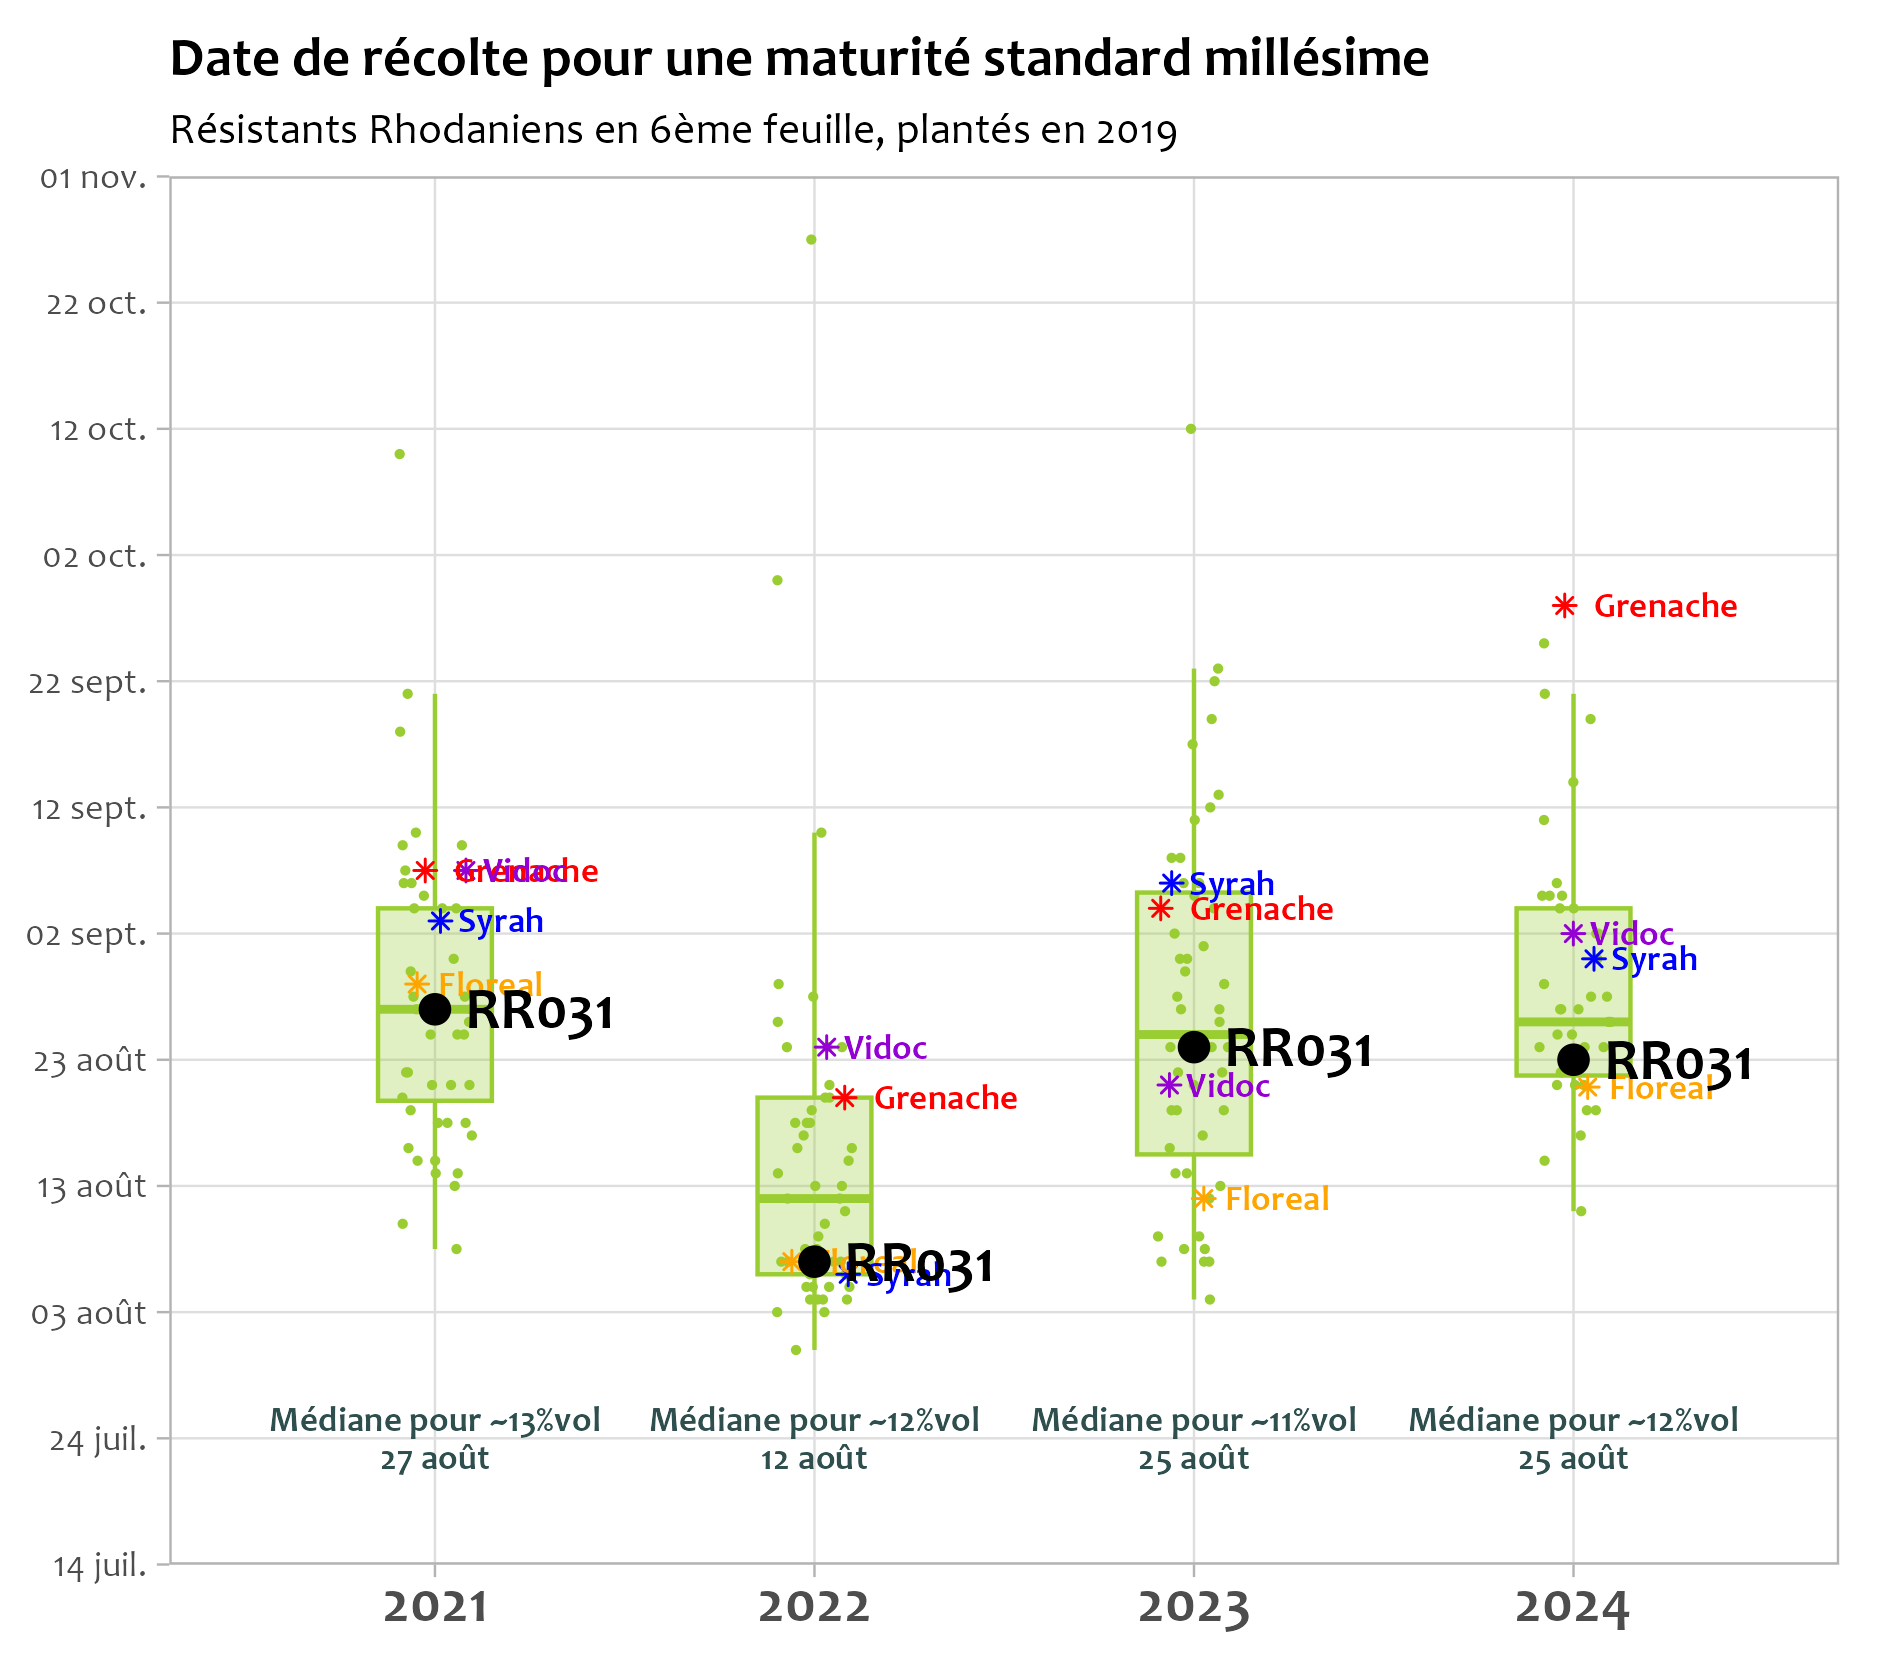 Date de récolte pour une maturité standard millésime
Résistants Rhodaniens en 6ème feuille, plantés en 2019
01 nov.
22 oct.
12 oct.
02 oct.
Grenache
22 sept.
12 sept.
Grenache
Vidoc
Syrah
Grenache
Syrah
02 sept.
Vidoc
Syrah
Floreal
RR031
Vidoc
RR031
23 août
RR031
Vidoc
Floreal
Grenache
13 août
Floreal
Floreal
RR031
Syrah
03 août
Médiane pour ~13%vol
27 août
Médiane pour ~12%vol
12 août
Médiane pour ~11%vol
25 août
Médiane pour ~12%vol
25 août
24 juil.
14 juil.
2021
2022
2023
2024